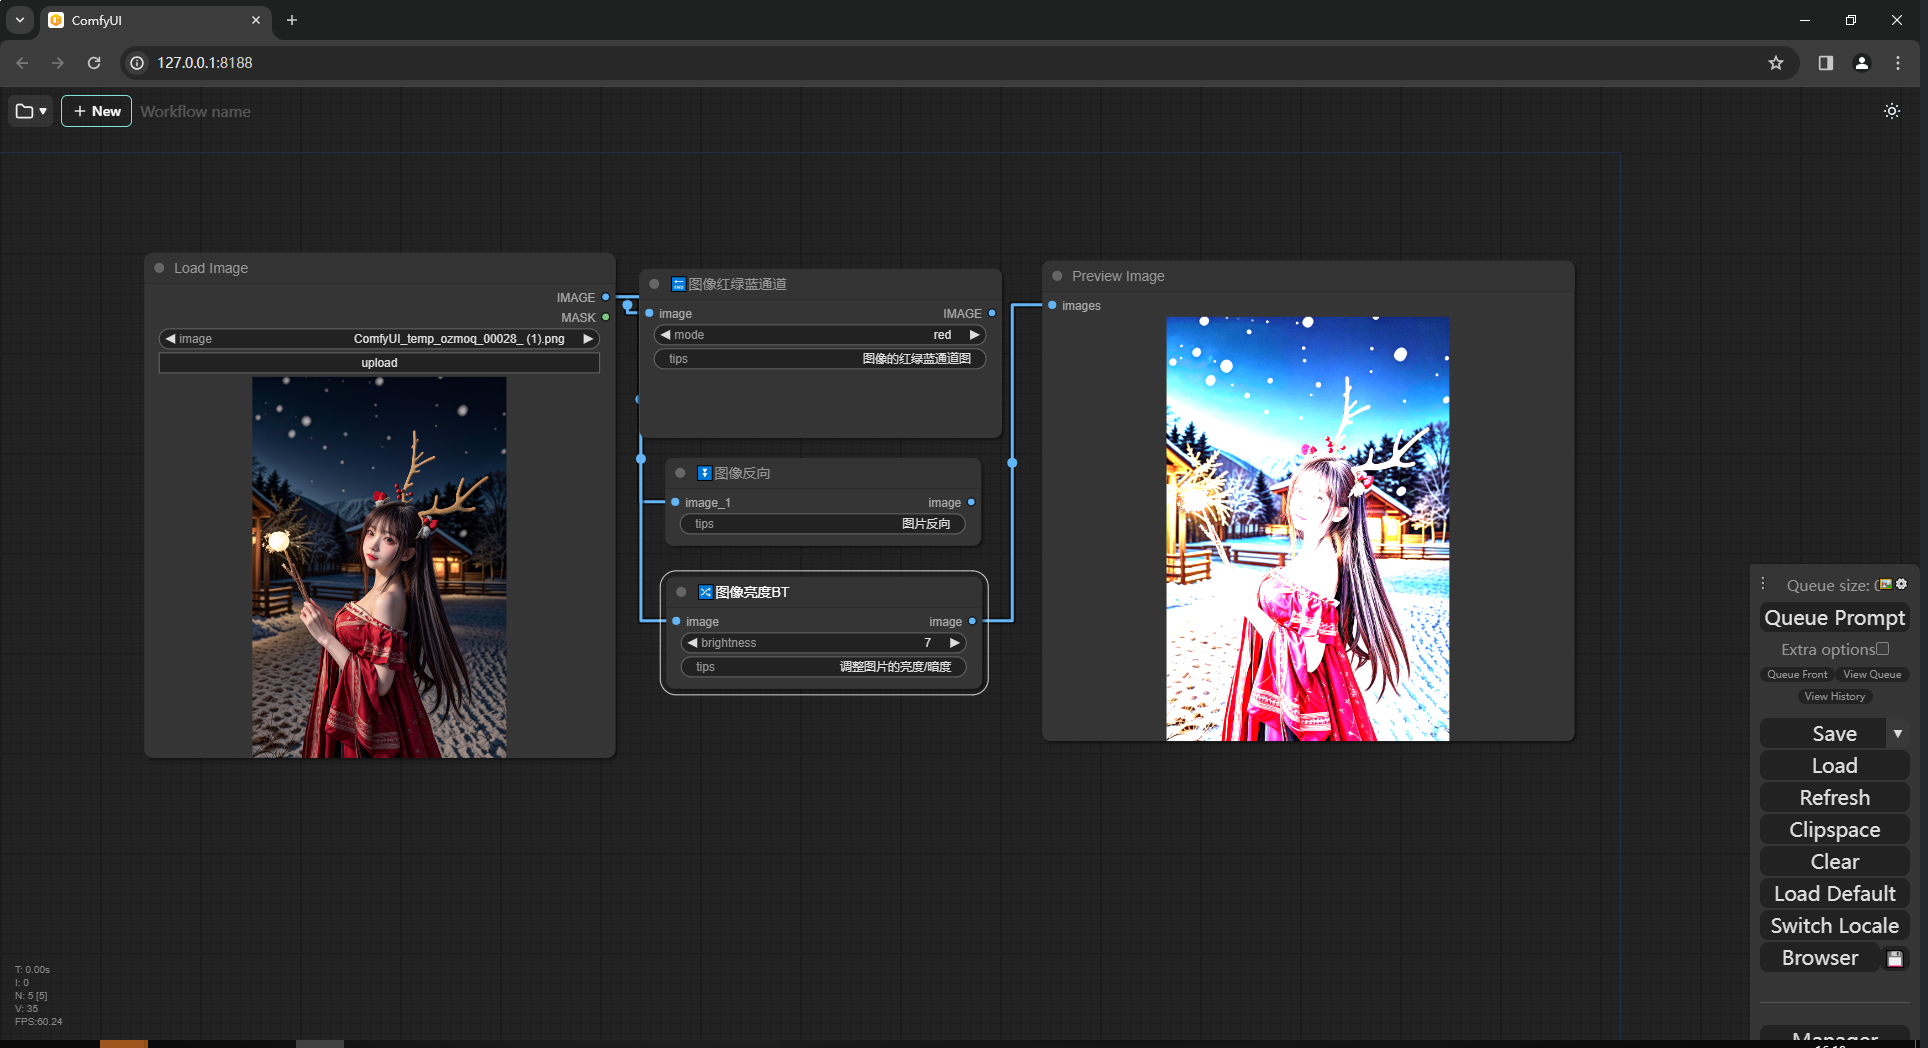 ComfyUI
127.0.0.1:8188
New
Workflow name
Load Image
IMAGE
MASK
image
ComfyUI_temp_ozmoq_00028_ (1).png
upload
图像红绿蓝通道
image
IMAGE
mode
red
tips
图像的红绿蓝通道图
图像反向
image_1
image
tips
图片反向
图像亮度BT
image
image
brightness
7
tips
调整图片的亮度/暗度
Preview Image
images
Queue size:
Queue Prompt
Extra options
Queue Front
View Queue
View History
Save
Load
Refresh
Clipspace
Clear
Load Default
Switch Locale
Browser
Manager
T: 0.00s
I: 0
N: 5 [5]
V: 35
FPS:60.24